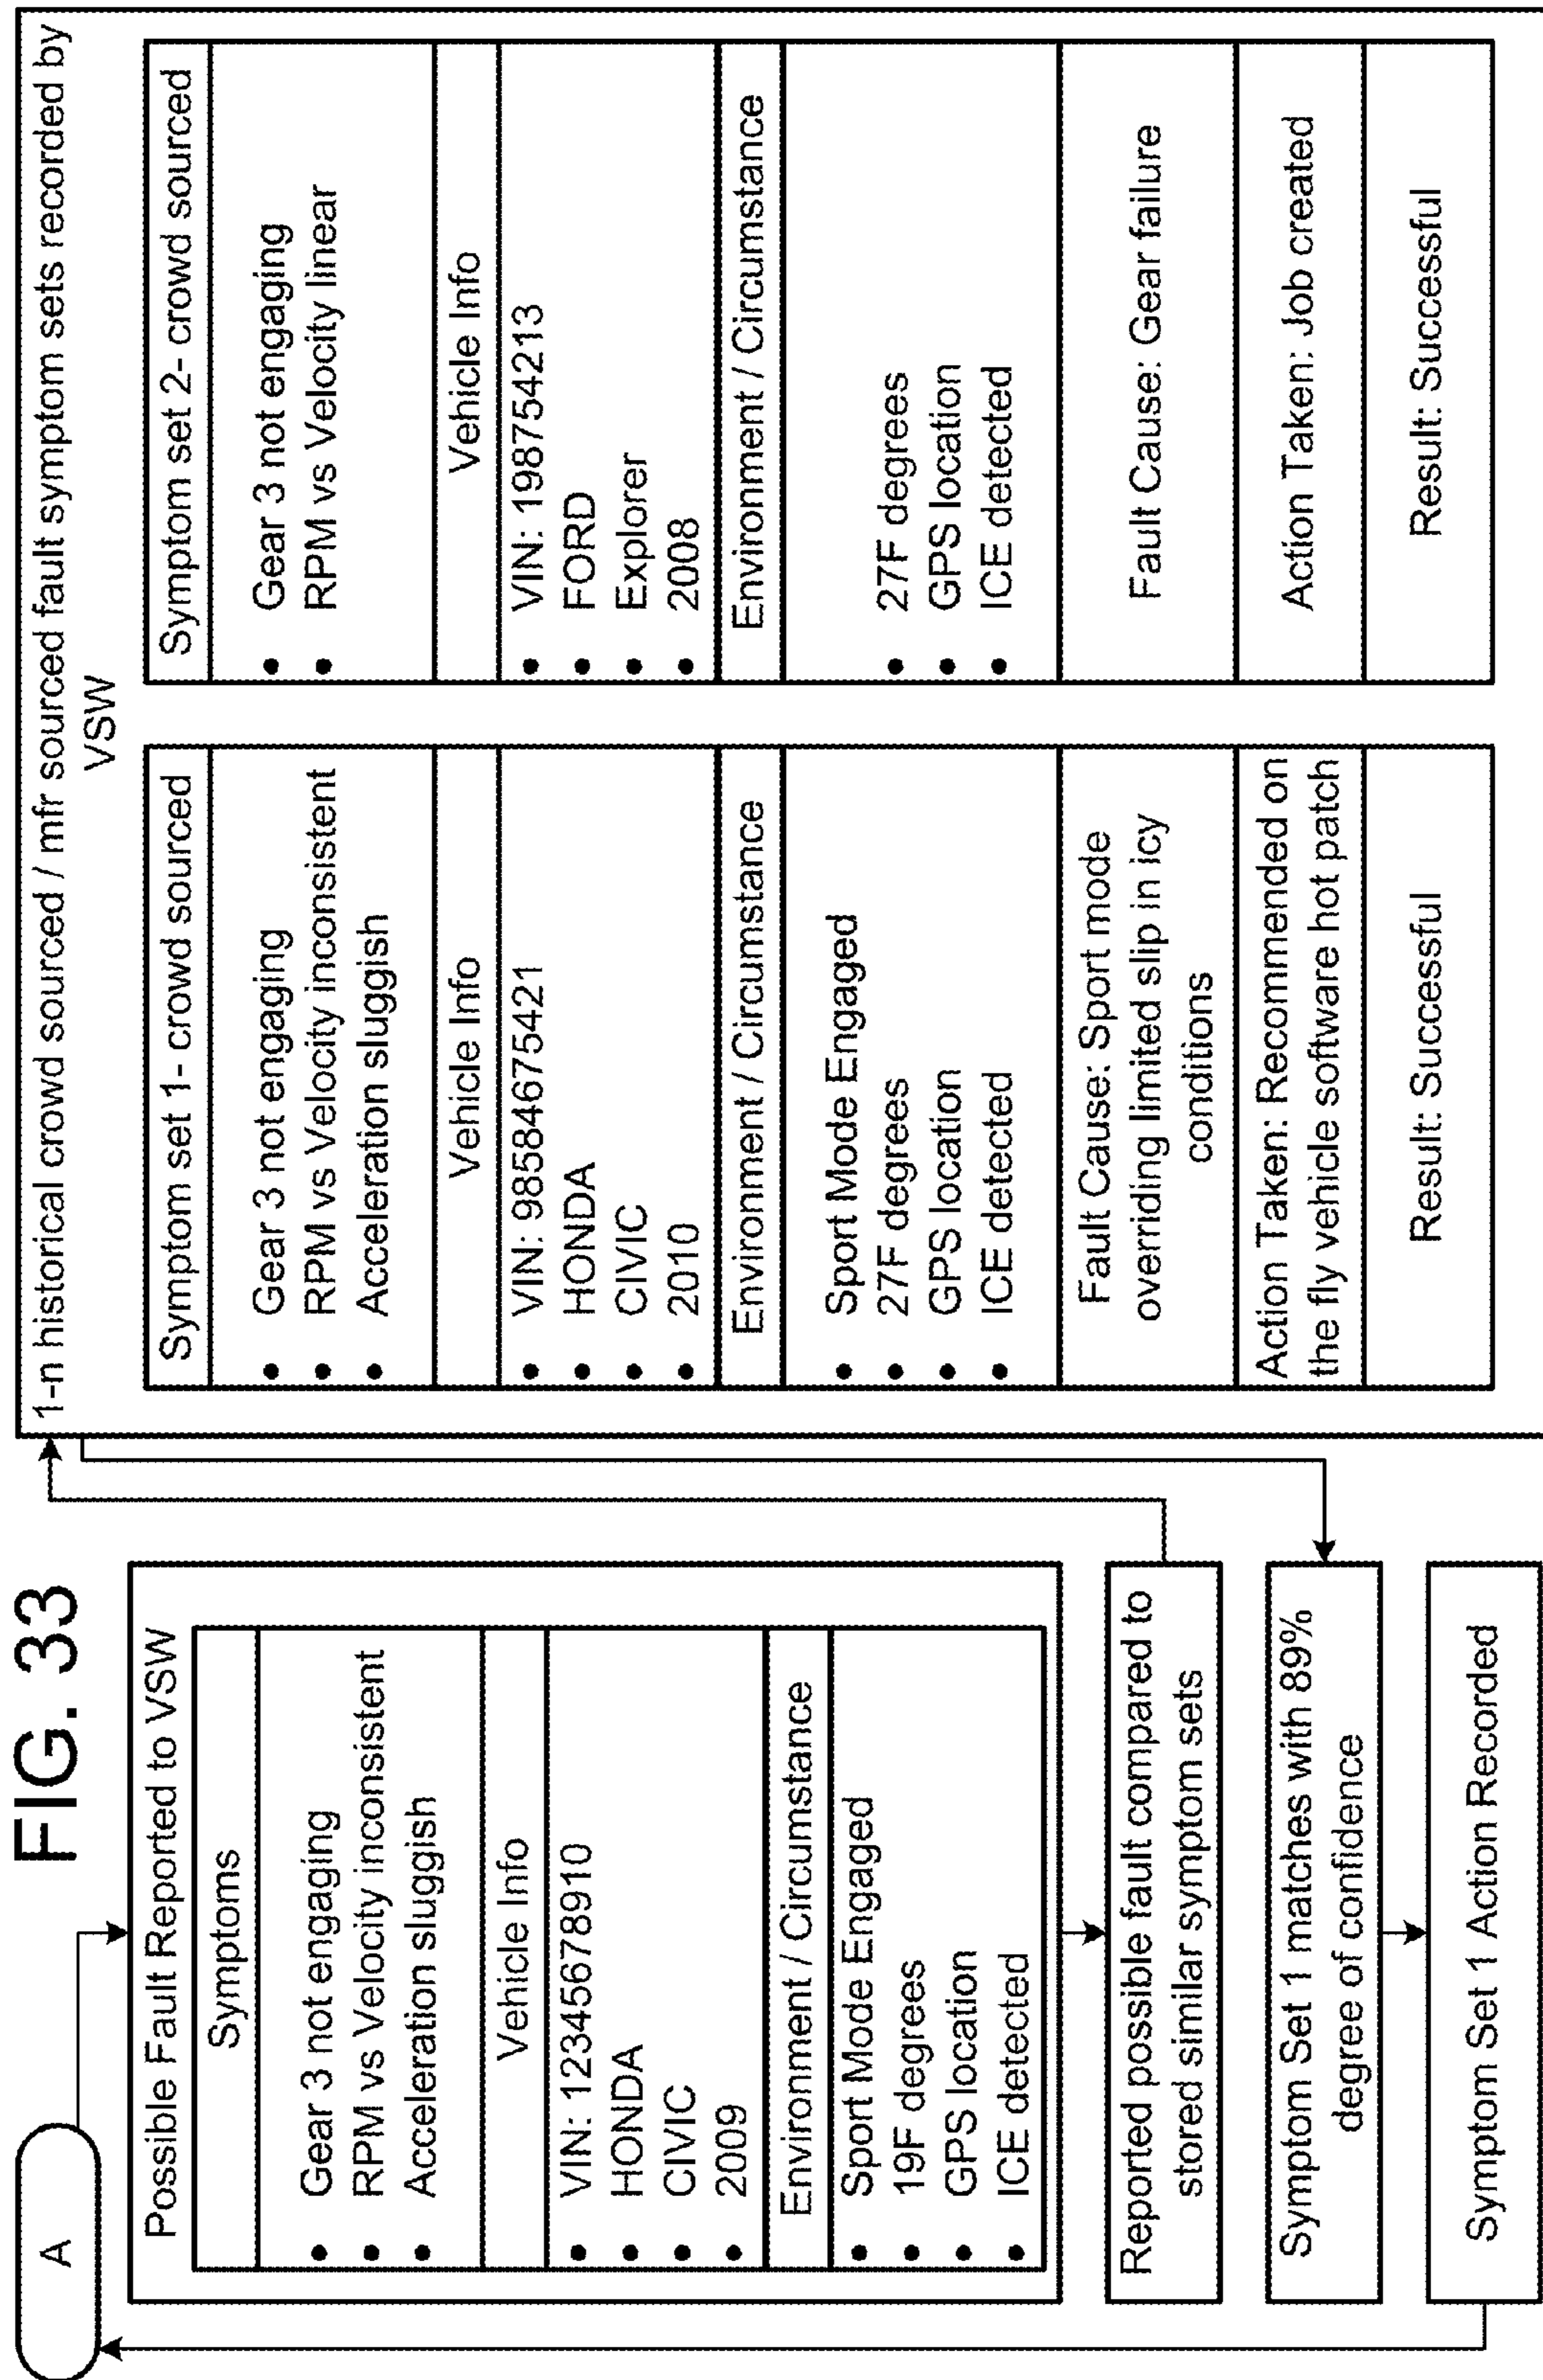 FIG. 33
A
Possible Fault Reported to VSW
Symptoms
• Gear 3 not engaging
• RPM vs Velocity inconsistent
• Acceleration sluggish
Vehicle Info
• VIN: 12345678910
• HONDA
• CIVIC
• 2009
Environment / Circumstance
• Sport Mode Engaged
• 19F degrees
• GPS location
• ICE detected
Reported possible fault compared to
stored similar symptom sets
Symptom Set 1 matches with 89%
degree of confidence
Symptom Set 1 Action Recorded
1-n historical crowd sourced / mfr sourced fault symptom sets recorded by
VSW
Symptom set 1- crowd sourced
• Gear 3 not engaging
• RPM vs Velocity inconsistent
• Acceleration sluggish
Vehicle Info
• VIN: 98584675421
• HONDA
• CIVIC
• 2010
Environment / Circumstance
• Sport Mode Engaged
• 27F degrees
• GPS location
• ICE detected
Fault Cause: Sport mode
overriding limited slip in icy
conditions
Action Taken: Recommended on
the fly vehicle software hot patch
Result: Successful
Symptom set 2- crowd sourced
• Gear 3 not engaging
• RPM vs Velocity linear
Vehicle Info
• VIN: 198754213
• FORD
• Explorer
• 2008
Environment / Circumstance
• 27F degrees
• GPS location
• ICE detected
Fault Cause: Gear failure
Action Taken: Job created
Result: Successful